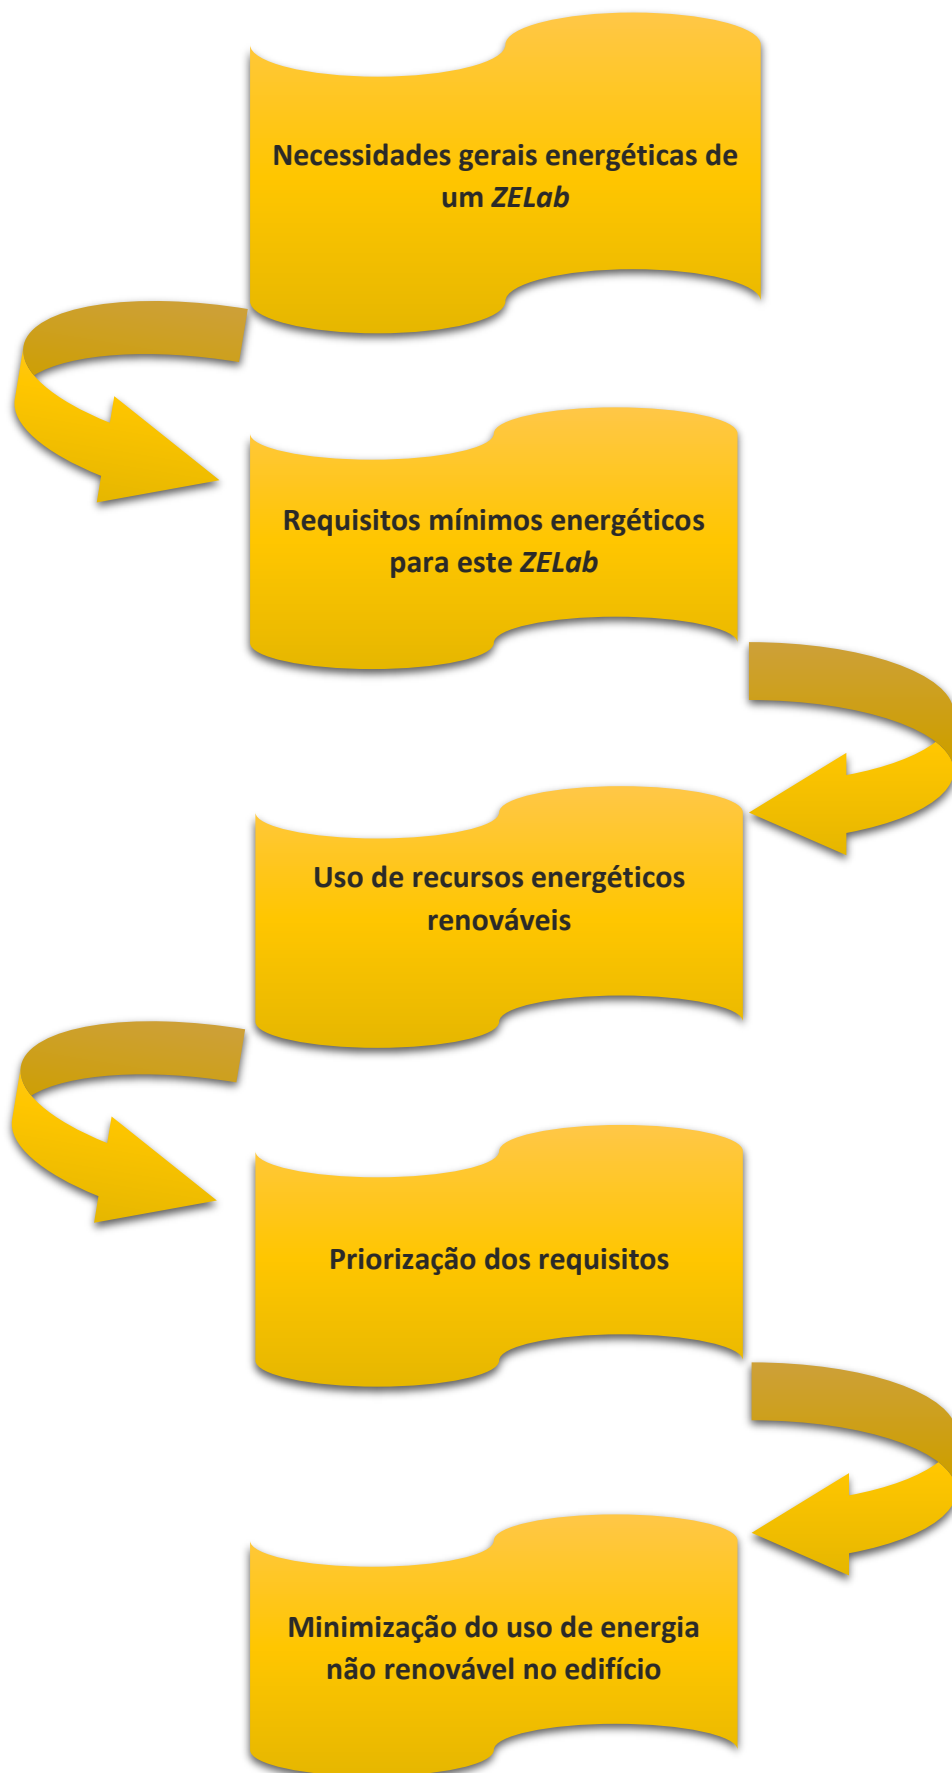 Necessidades gerais energéticas de
um ZELab
Requisitos mínimos energéticos
para este ZELab
Uso de recursos energéticos
renováveis
Priorização dos requisitos
Minimização do uso de energia
não renovável no edifício